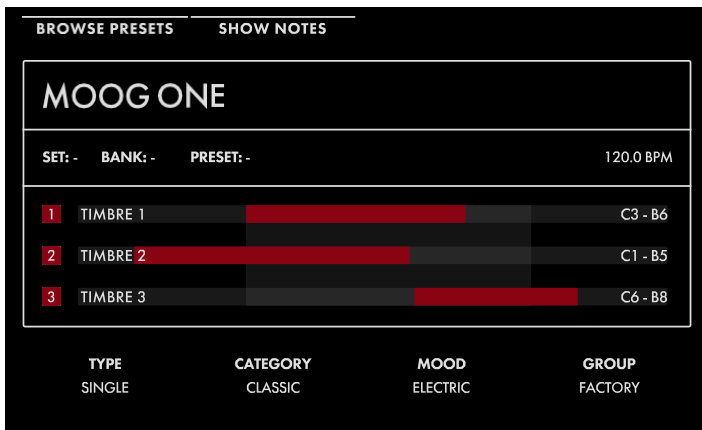 BROWSE PRESETS SHOW NOTES
MOOG ONE
SET: - BANK: - PRESET: - 120.0 BPM
1 TIMBRE 1 C3 - B6
2 TIMBRE 2 C1 - B5
3 TIMBRE 3 C6 - B8
TYPE CATEGORY MOOD GROUP
SINGLE CLASSIC ELECTRIC FACTORY